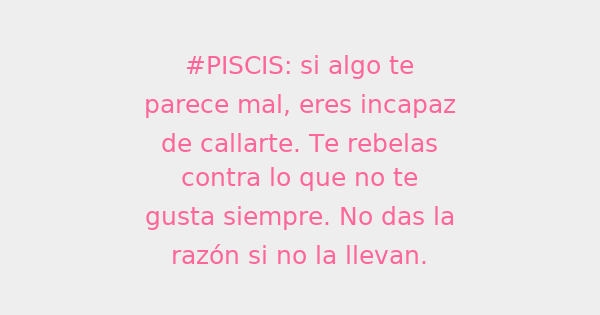 #PISCIS: si algo te
parece mal, eres incapaz
de callarte. Te rebelas
contra lo que no te
gusta siempre. No das la
razón si no la llevan.